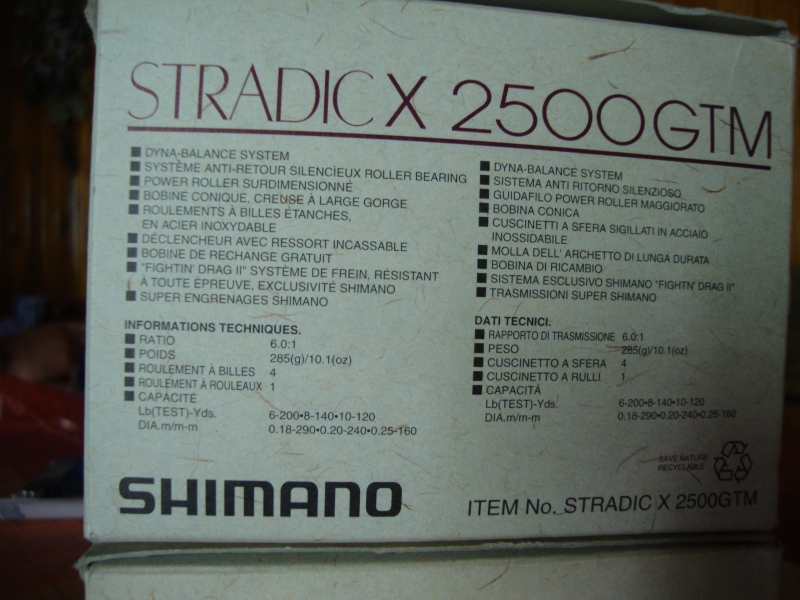 STRADIC X 2500GTM
■ DYNA-BALANCE SYSTEM
■ SYSTÈME ANTI-RETOUR SILENCIEUX ROLLER BEARING
■ POWER ROLLER SURDIMENSIONNÉ
■ BOBINE CONIQUE, CREUSE À LARGE GORGE
■ ROULEMENTS À BILLES ÉTANCHES,
EN ACIER INOXYDABLE
■ DÉCLENCHEUR AVEC RESSORT INCASSABLE
■ BOBINE DE RECHANGE GRATUIT
■ "FIGHTIN' DRAG II" SYSTÈME DE FREIN, RÉSISTANT
À TOUTE ÉPREUVE, EXCLUSIVITÉ SHIMANO
■ SUPER ENGRENAGES SHIMANO
INFORMATIONS TECHNIQUES.
■ RATIO 6.0:1
■ POIDS 285(g)/10.1(oz)
■ ROULEMENT À BILLES 4
■ ROULEMENT À ROULEAUX 1
■ CAPACITÉ
Lb(TEST)-Yds. 6-200•8-140•10-120
DIA.m/m-m 0.18-290•0.20-240•0.25-160
■ DYNA-BALANCE SYSTEM
■ SISTEMA ANTI RITORNO SILENZIOSO
■ GUIDAFILO POWER ROLLER MAGGIORATO
■ BOBINA CONICA
■ CUSCINETTI A SFERA SIGILLATI IN ACCIAIO
INOSSIDABILE
■ MOLLA DELL' ARCHETTO DI LUNGA DURATA
■ BOBINA DI RICAMBIO
■ SISTEMA ESCLUSIVO SHIMANO "FIGHTN' DRAG II"
■ TRASMISSIONI SUPER SHIMANO
DATI TECNICI.
■ RAPPORTO DI TRASMISSIONE 6.0:1
■ PESO 285(g)/10.1(oz)
■ CUSCINETTO A SFERA 4
■ CUSCINETTO A RULLI 1
■ CAPACITÁ
Lb(TEST)-Yds. 6-200•8-140•10-120
DIA.m/m-m 0.18-290•0.20-240•0.25-160
SAVE NATURE
RECYCLABLE
SHIMANO
ITEM No. STRADIC X 2500GTM